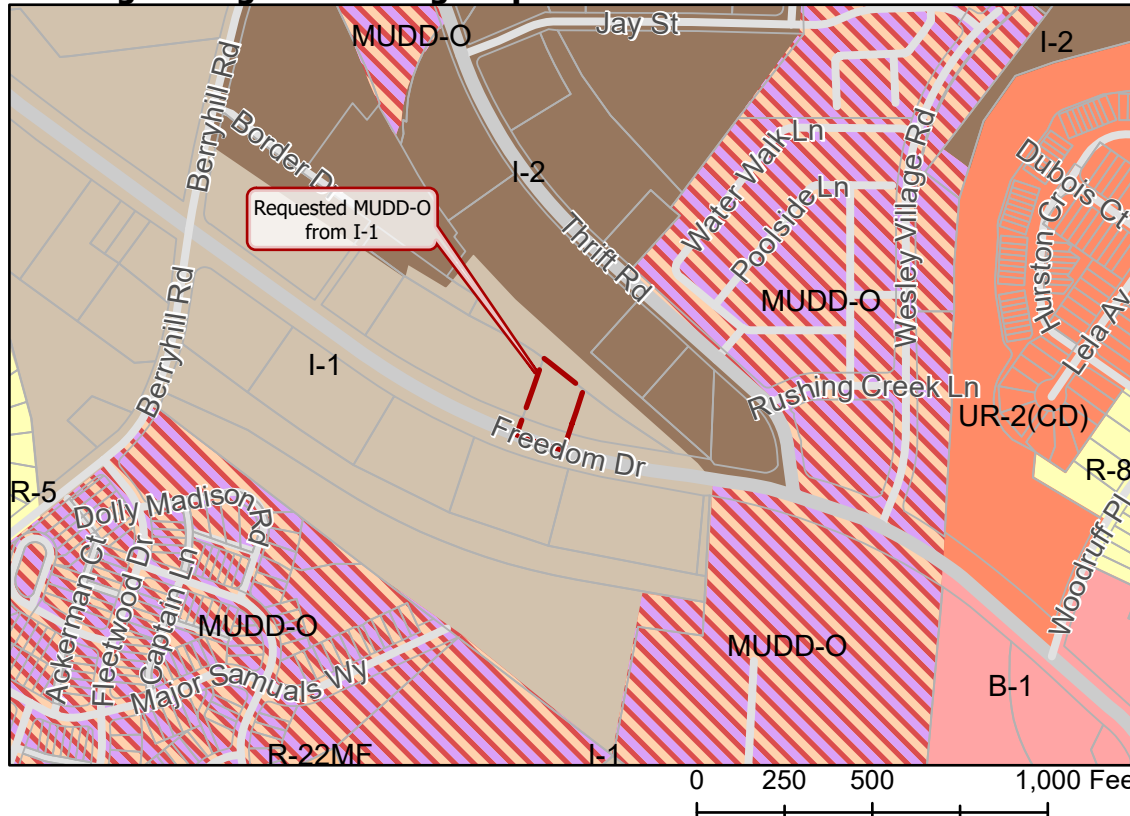 MUDD-O
Jay St
I-2
Berryhill Rd
Border Dr
I-2
Water Walk Ln
Poolside Ln
Wesley Village Rd
Dubois Ct
Hurston Cr
Lela Av
Requested MUDD-O
from I-1
Thrift Rd
MUDD-O
Berryhill Rd
I-1
Rushing Creek Ln
UR-2(CD)
Freedom Dr
R-8
R-5
Dolly Madison
Rd
Ackerman Ct
Fleetwood Dr
Captain Ln
MUDD-O
Major Samuals Wy
MUDD-O
Woodruff Pl
B-1
R-22MF
I-1
0 250 500 1,000 Fee